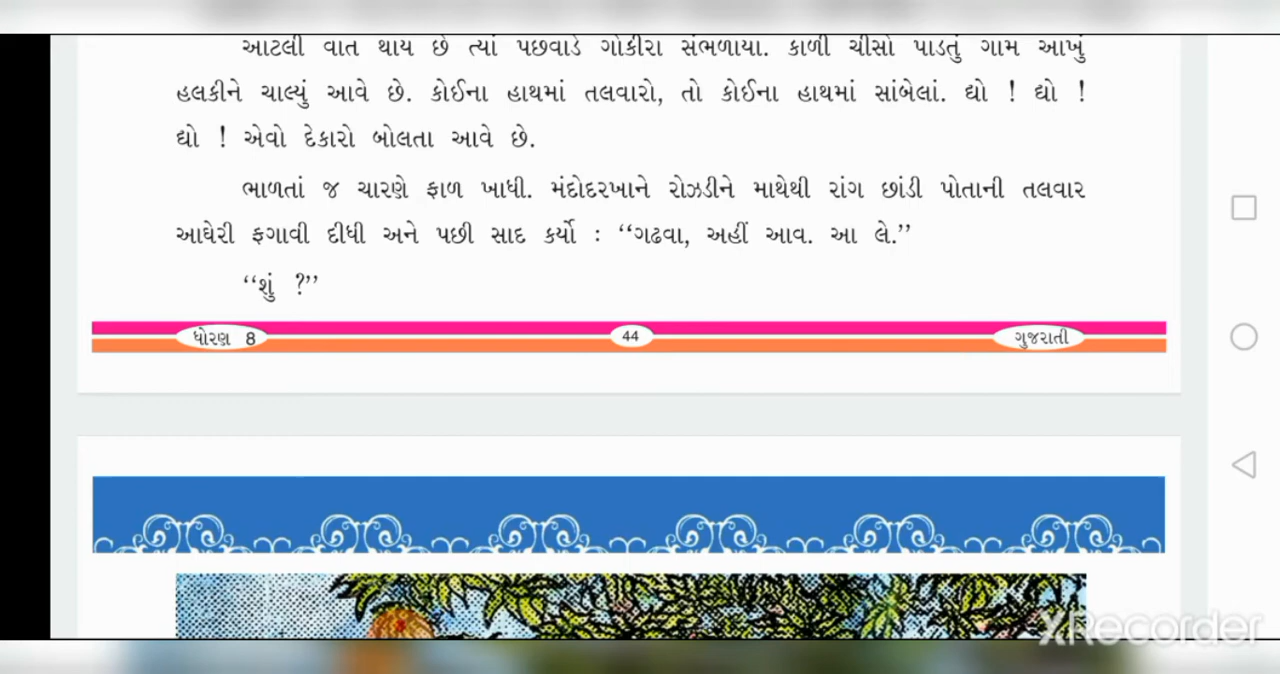 આટલી વાત થાય છે ત્યાં પછવાડે ગોકીરા સંભળાયા. કાળી ચીસો પાડતું ગામ આખું
હલકીને ચાલ્યું આવે છે. કોઈના હાથમાં તલવારો, તો કોઈના હાથમાં સાંબેલાં. દ્યો ! દ્યો !
દ્યો ! એવો દેકારો બોલતા આવે છે.
ભાળતાં જ ચારણે ફાળ ખાધી. મંદોદરખાને રોઝડીને માથેથી રાંગ છાંડી પોતાની તલવાર
આઘેરી ફગાવી દીધી અને પછી સાદ કર્યો : “ગઢવા, અહીં આવ. આ લે.”
“શું ?”
ધોરણ 8
44
ગુજરાતી
XRecorder